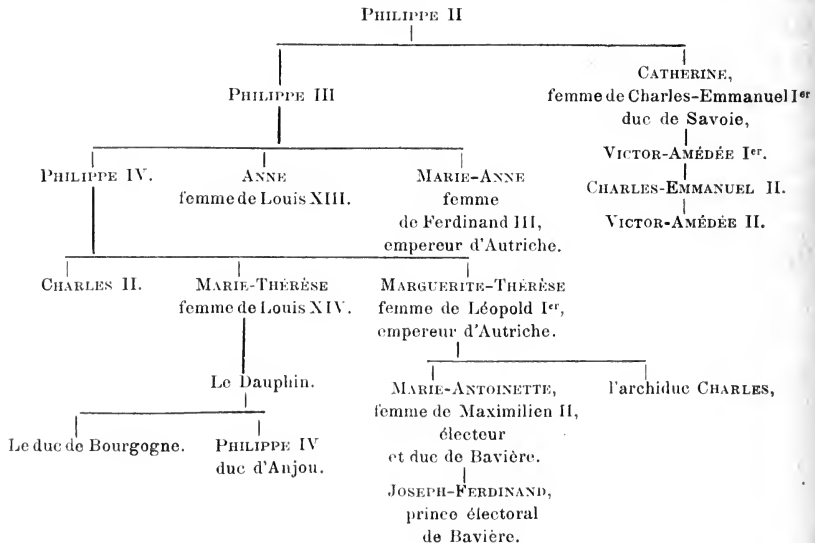 PHILIPPE II
PHILIPPE III
CATHERINE,
femme de Charles-Emmanuel Ier
duc de Savoie,
VICTOR-AMÉDÉE Ier.
CHARLES-EMMANUEL II.
VICTOR-AMÉDÉE II.
PHILIPPE IV.
ANNE
femme de Louis XIII.
MARIE-ANNE
femme
de Ferdinand III,
empereur d'Autriche.
CHARLES II.
MARIE-THÉRÈSE
femme de Louis XIV.
MARGUERITE-THÉRÈSE
femme de Léopold Ier,
empereur d'Autriche.
Le Dauphin.
Le duc de Bourgogne.
PHILIPPE IV
duc d'Anjou.
MARIE-ANTOINETTE,
femme de Maximilien II,
électeur
et duc de Bavière.
JOSEPH-FERDINAND,
prince électoral
de Bavière.
l'archiduc CHARLES,